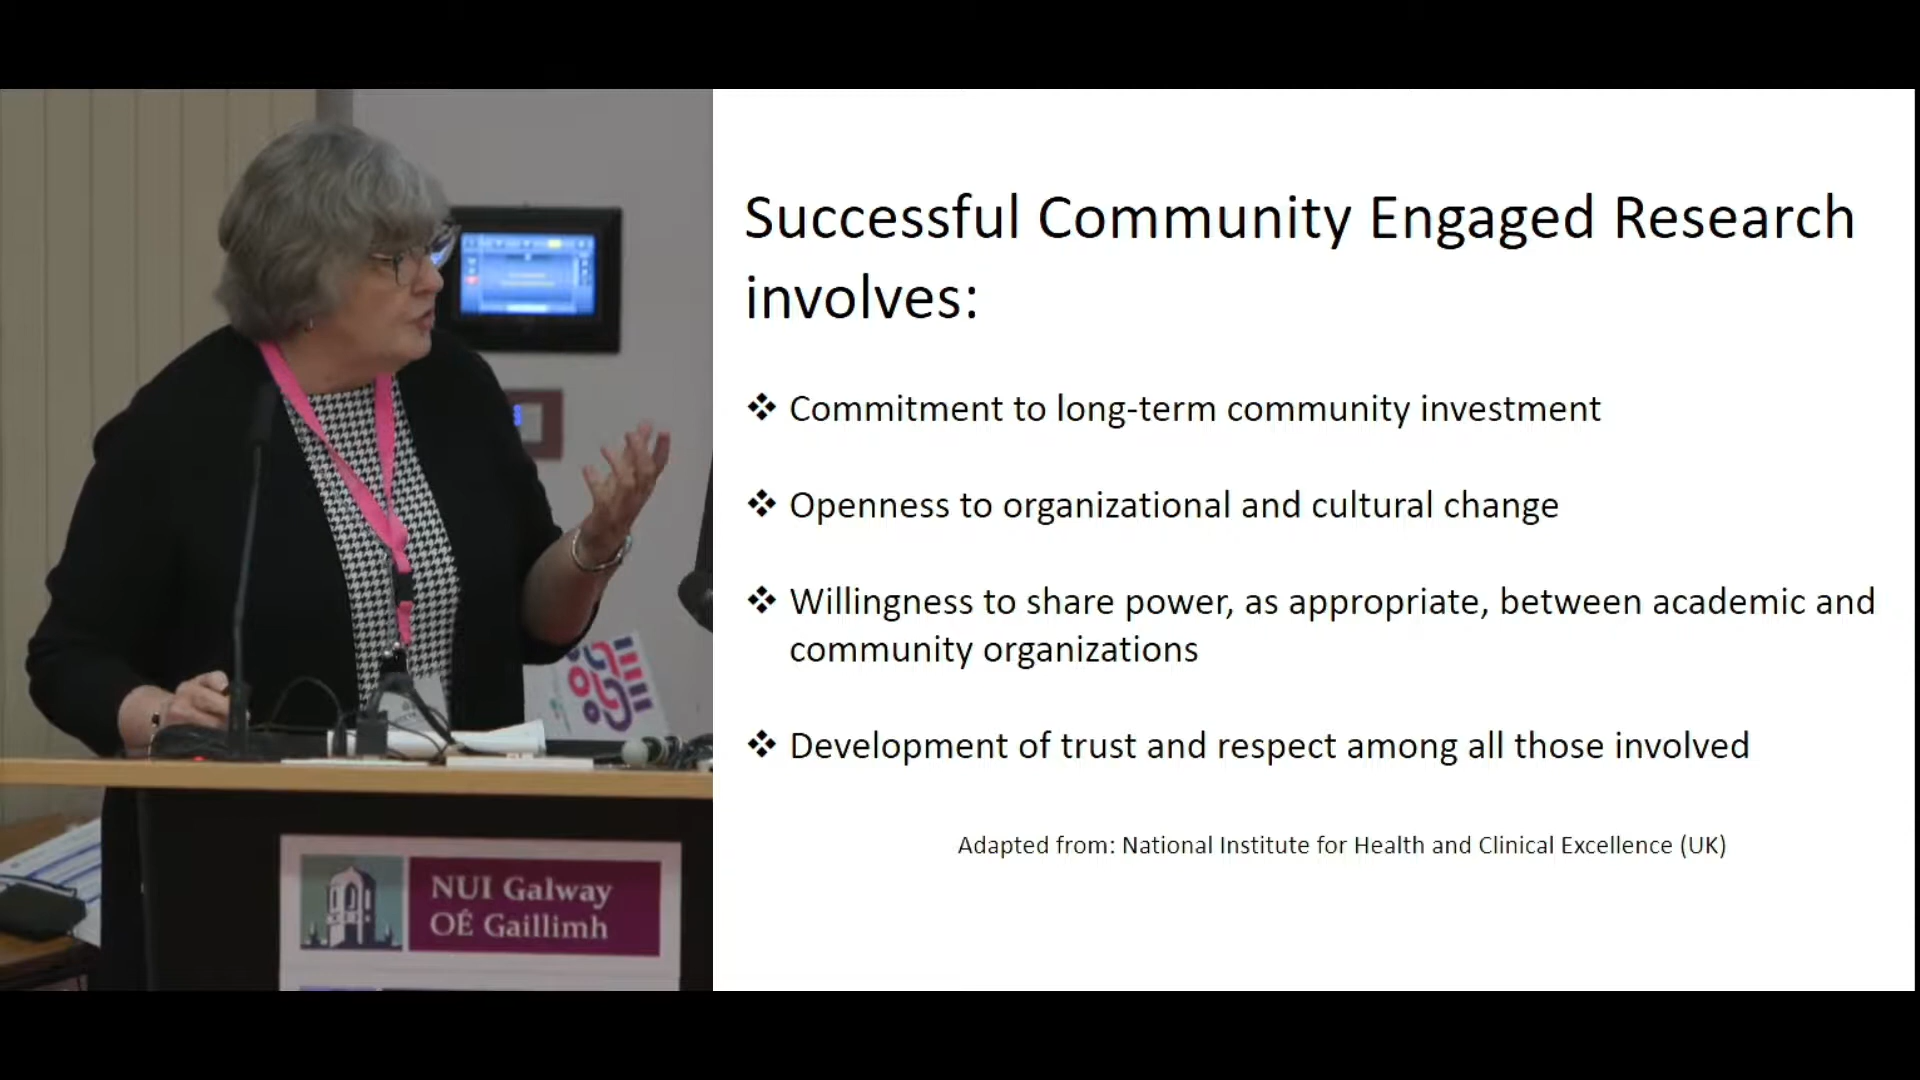 Successful Community Engaged Research
involves:
❖ Commitment to long-term community investment
❖ Openness to organizational and cultural change
❖ Willingness to share power, as appropriate, between academic and
community organizations
❖ Development of trust and respect among all those involved
Adapted from: National Institute for Health and Clinical Excellence (UK)
NUI Galway
OÉ Gaillimh